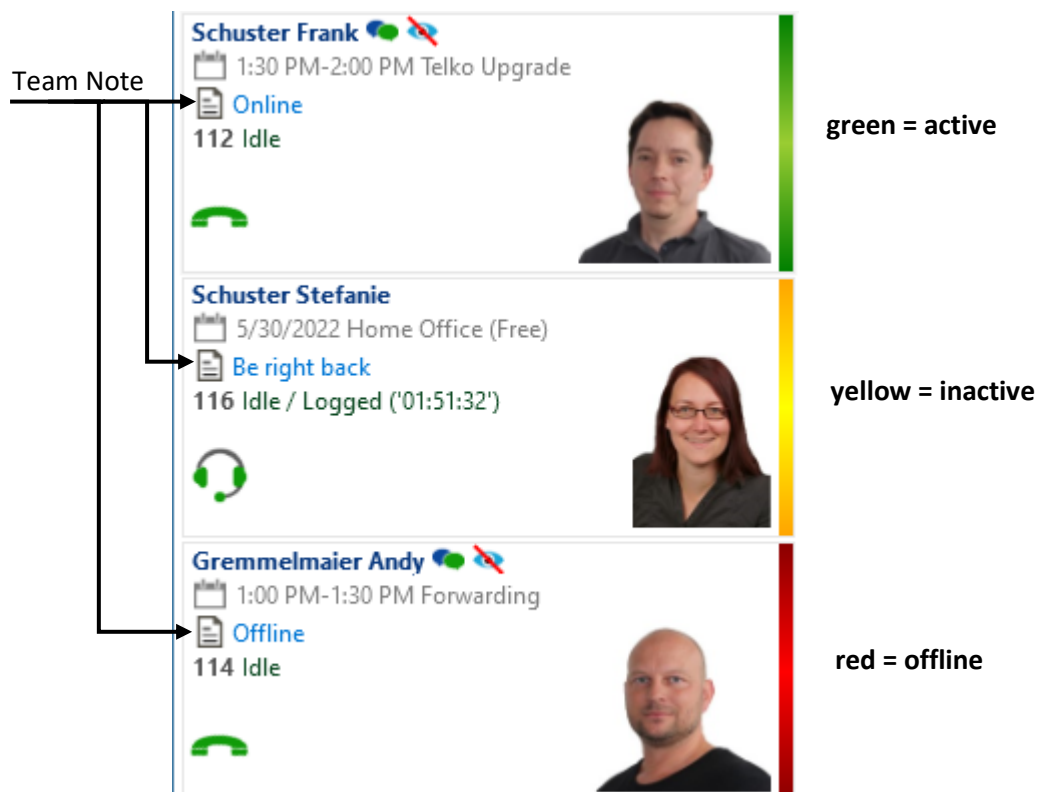 Team Note
Schuster Frank
1:30 PM-2:00 PM Telko Upgrade
Online
112 Idle
green = active
Schuster Stefanie
5/30/2022 Home Office (Free)
Be right back
116 Idle / Logged ('01:51:32')
yellow = inactive
Gremmelmaier Andy
1:00 PM-1:30 PM Forwarding
Offline
114 Idle
red = offline